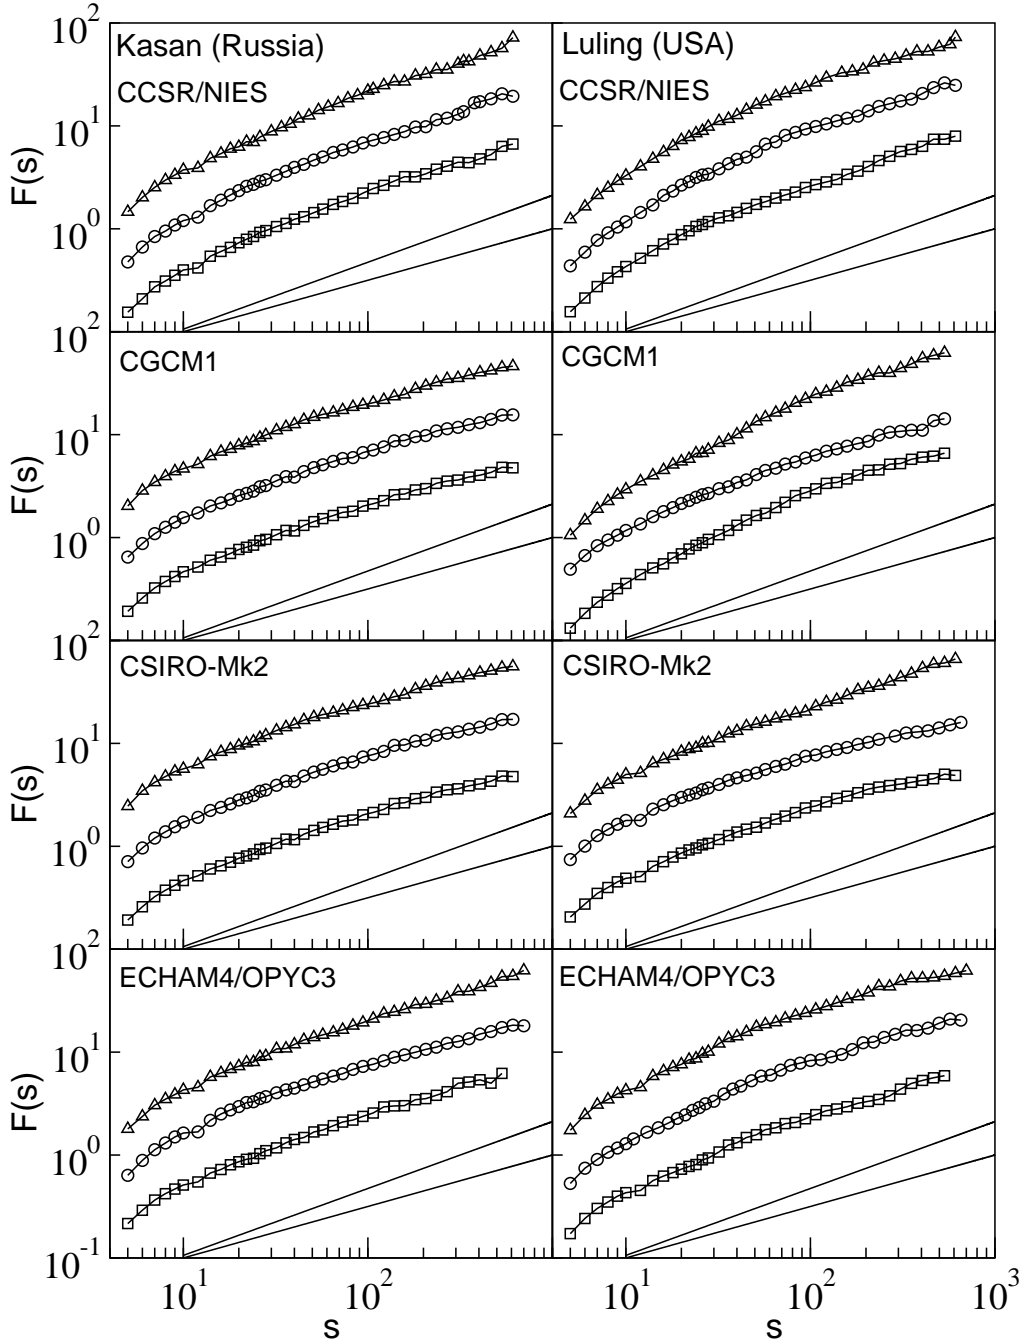 10^2
Kasan (Russia)
Luling (USA)
CCSR/NIES
CCSR/NIES
10^1
F(s)
10^0
10^2
CGCM1
CGCM1
10^1
F(s)
10^0
10^2
CSIRO-Mk2
CSIRO-Mk2
10^1
F(s)
10^0
10^2
ECHAM4/OPYC3
ECHAM4/OPYC3
10^1
F(s)
10^0
10^-1
10^1
10^2
10^1
10^2
10^3
s
s